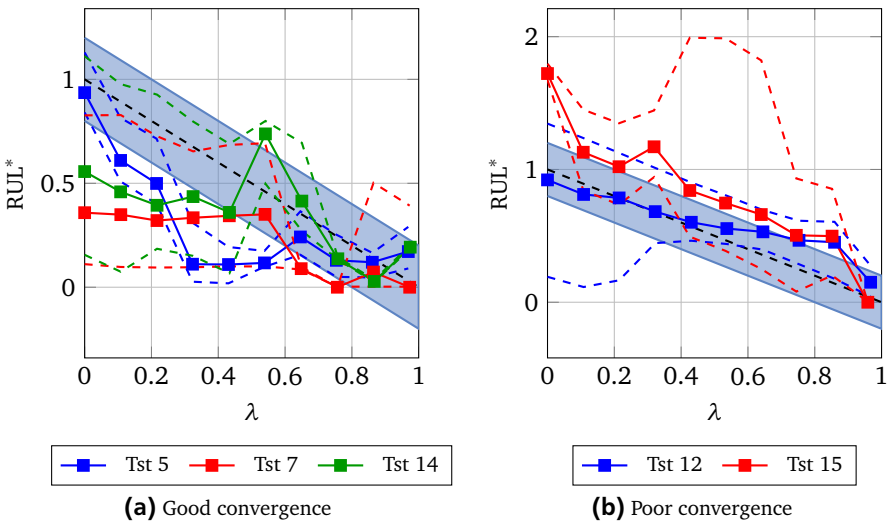 1
0.5
0
RUL*
0 0.2 0.4 0.6 0.8 1
λ
Tst 5 Tst 7 Tst 14
(a) Good convergence
2
1
0
RUL*
0 0.2 0.4 0.6 0.8 1
λ
Tst 12 Tst 15
(b) Poor convergence